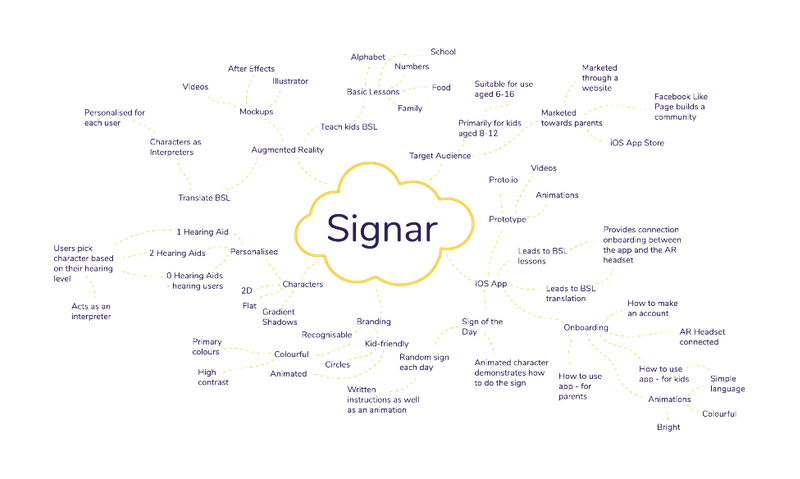 Signar
Augmented Reality
Mockups
Videos
After Effects
Illustrator
Translate BSL
Characters as
Interpreters
Personalised for
each user
Teach kids BSL
Basic Lessons
Alphabet
School
Numbers
Food
Family
Target Audience
Primarily for kids
aged 8-12
Suitable for use
aged 6-16
Marketed
towards parents
Marketed
through a
website
Facebook Like
Page builds a
community
iOS App Store
iOS App
Prototype
Proto.io
Videos
Animations
Leads to BSL
lessons
Leads to BSL
translation
Provides connection
onboarding between
the app and the AR
headset
Onboarding
How to make
an account
AR Headset
connected
How to use
app - for kids
Simple
language
Animations
Colourful
Bright
How to use
app - for
parents
Sign of the
Day
Random sign
each day
Written
instructions as well
as an animation
Animated character
demonstrates how
to do the sign
Branding
Recognisable
Kid-friendly
Colourful
Primary
colours
High
contrast
Animated
Circles
Characters
2D
Flat
Gradient
Shadows
Personalised
1 Hearing Aid
2 Hearing Aids
0 Hearing Aids
- hearing users
Users pick
character based
on their hearing
level
Acts as an
interpreter